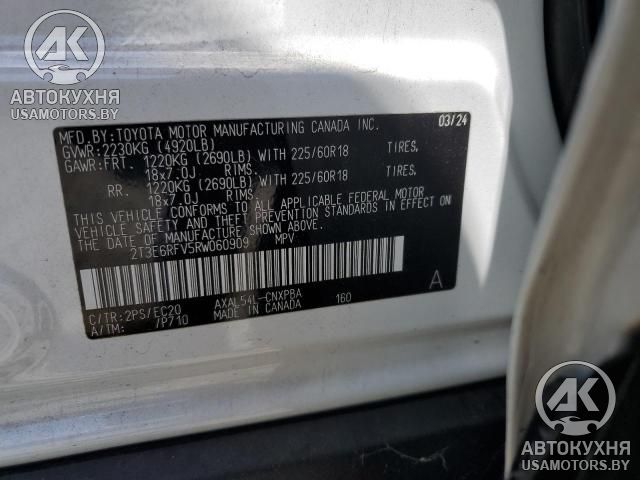 AK
АВТОКУХНЯ
USAMOTORS.BY
MFD.BY:TOYOTA MOTOR MANUFACTURING CANADA INC. 03/24
GVWR:2230KG (4920LB)
GAWR:FRT. 1220KG (2690LB) WITH 225/60R18 TIRES,
18x7.0J RIMS,
RR. 1220KG (2690LB) WITH 225/60R18 TIRES,
18x7.0J RIMS,
THIS VEHICLE CONFORMS TO ALL APPLICABLE FEDERAL MOTOR
VEHICLE SAFETY AND THEFT PREVENTION STANDARDS IN EFFECT ON
THE DATE OF MANUFACTURE SHOWN ABOVE.
2T3E6RFV5RW060909 MPV
C/TR:2PS/EC20 AXAL54L-CNXPBA 160 A
A/TM: /P710 MADE IN CANADA
AK
АВТОКУХНЯ
USAMOTORS.BY